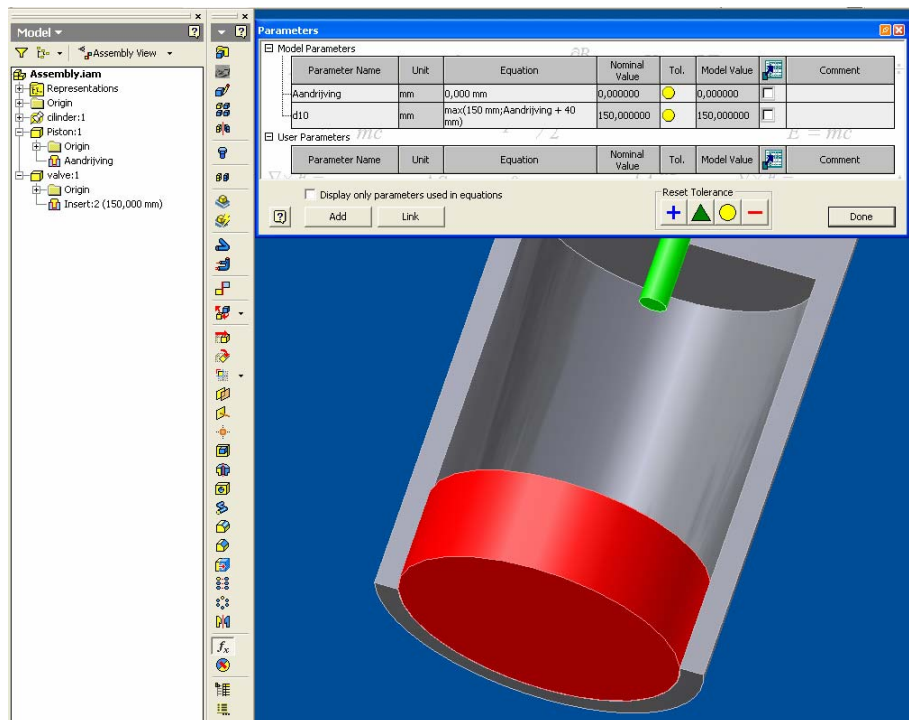 Model
Assembly View
Assembly.iam
Representations
Origin
cilinder:1
Piston:1
Origin
Aandrijving
valve:1
Origin
Insert:2 (150,000 mm)
Parameters
Model Parameters
Parameter Name Unit Equation Nominal Value Tol. Model Value Comment
Aandrijving mm 0,000 mm 0,000000 0,000000
d10 mm max(150 mm;Aandrijving + 40 mm) 150,000000 150,000000
User Parameters
Parameter Name Unit Equation Nominal Value Tol. Model Value Comment
Display only parameters used in equations
Reset Tolerance
Add Link Done